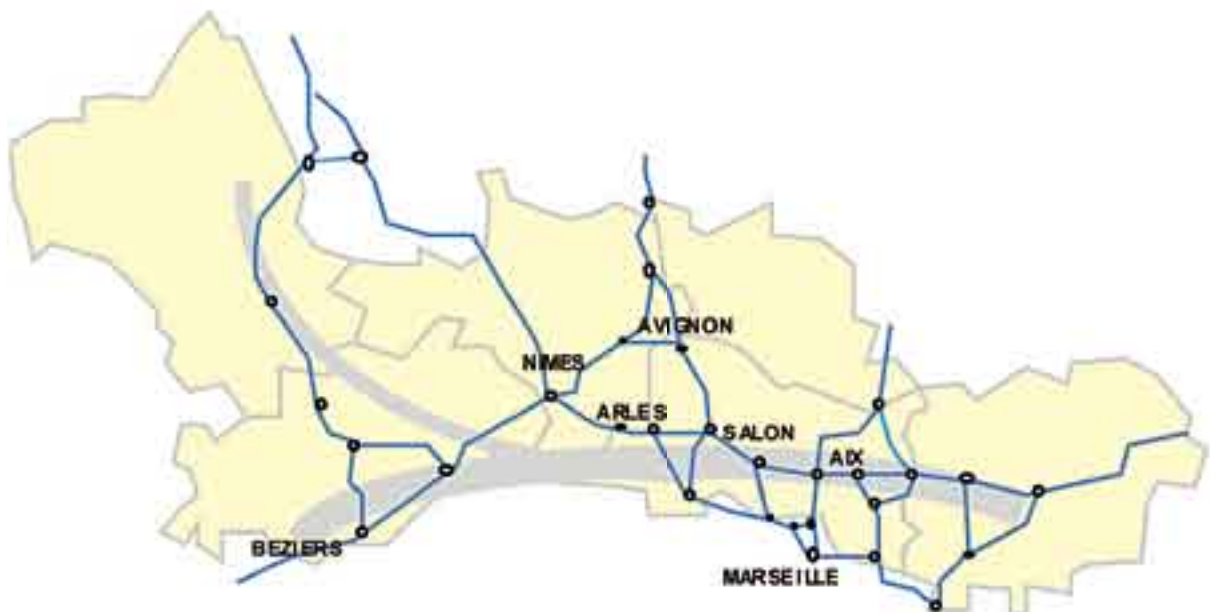 AVIGNON
NIMES
ARLES
SALON
AIX
BEZIERS
MARSEILLE